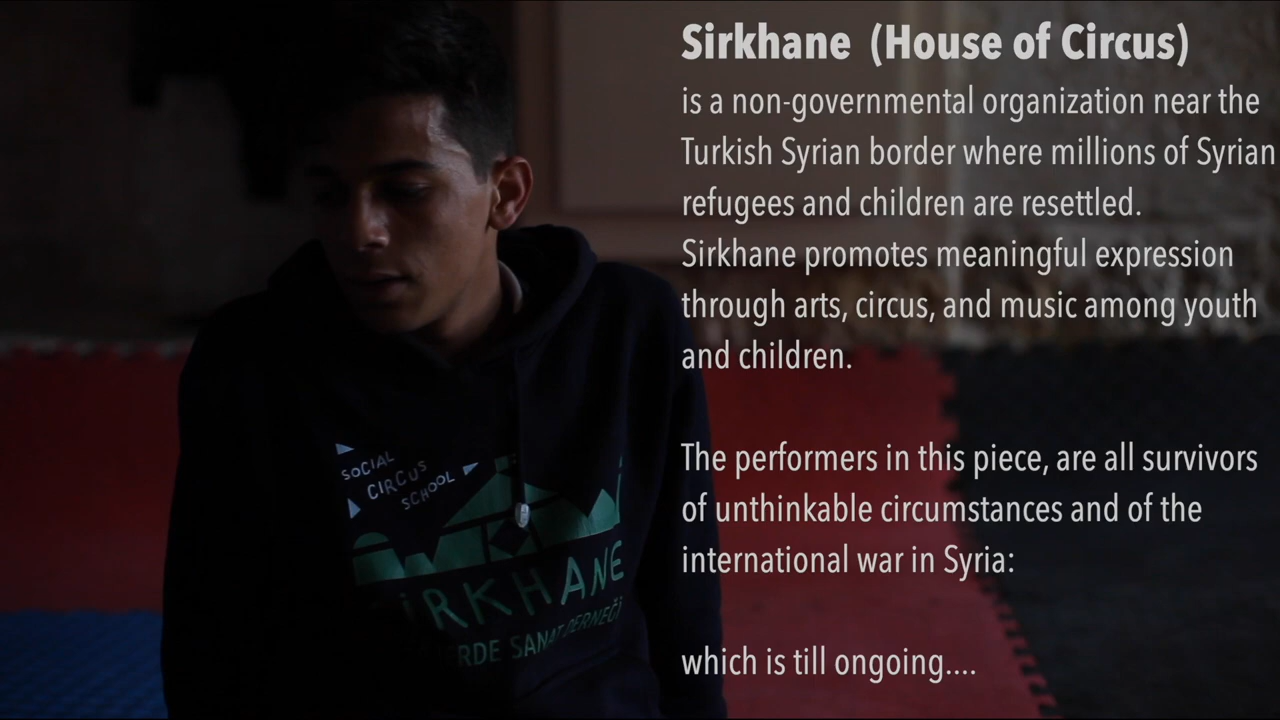 Sirkhane (House of Circus)
is a non-governmental organization near the
Turkish Syrian border where millions of Syrian
refugees and children are resettled.
Sirkhane promotes meaningful expression
through arts, circus, and music among youth
and children.
The performers in this piece, are all survivors
of unthinkable circumstances and of the
international war in Syria:
which is till ongoing....
SOCIAL
CIRCUS
SCHOOL
SANAT DERNEĞİ